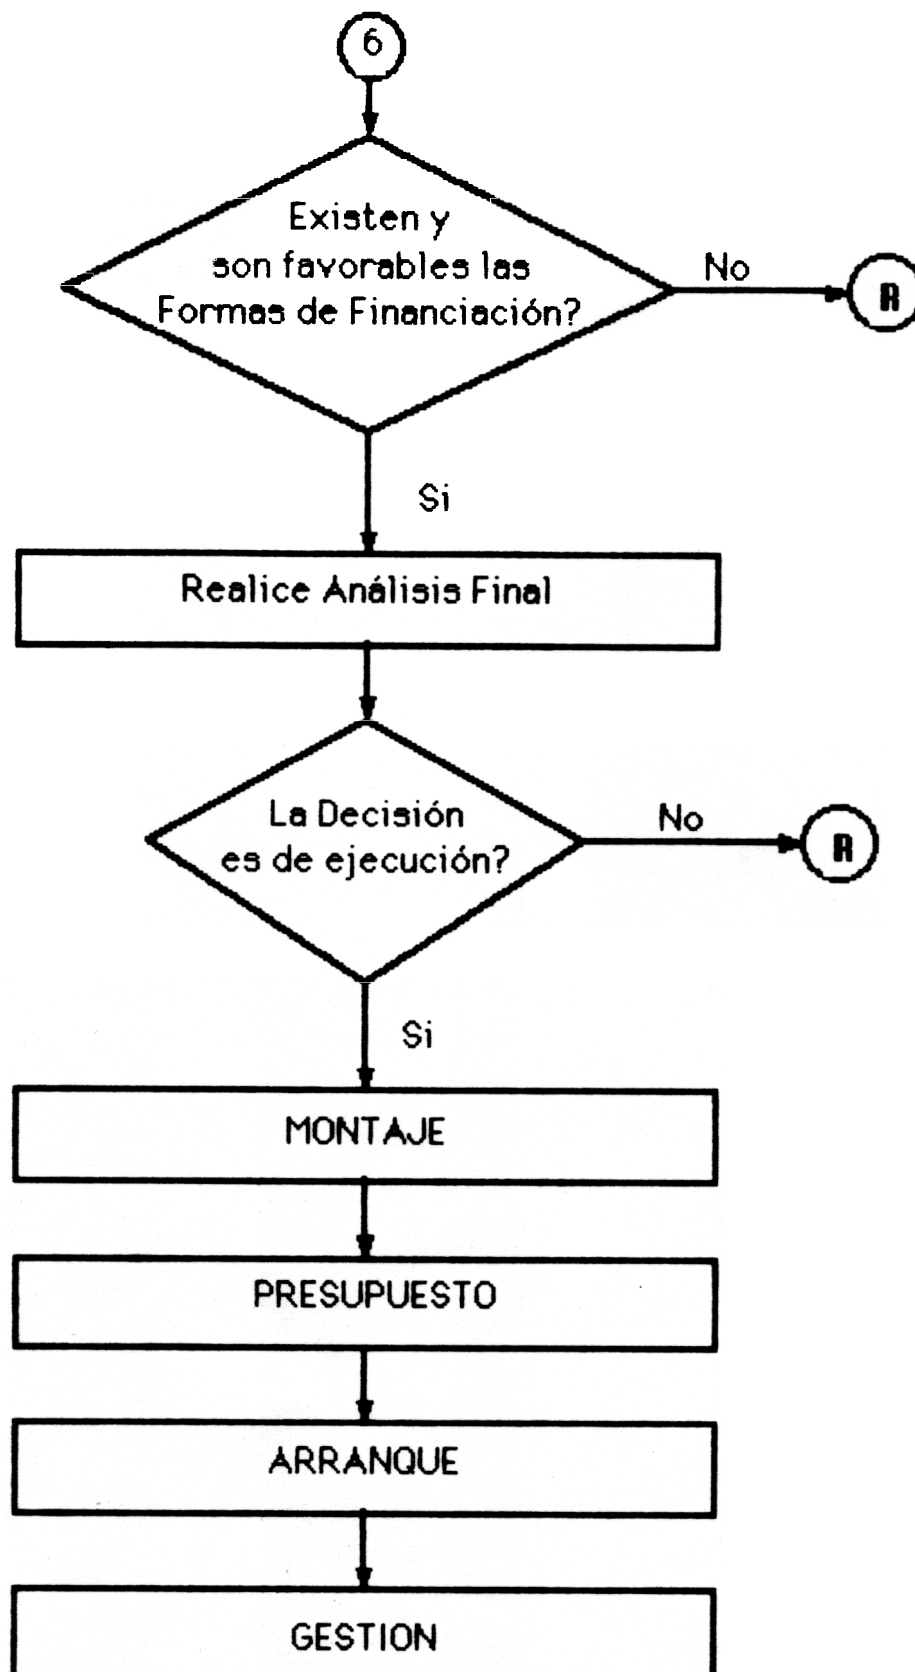 6
Existen y
son favorables las
Formas de Financiación?
No
R
Si
Realice Análisis Final
La Decisión
es de ejecución?
No
R
Si
MONTAJE
PRESUPUESTO
ARRANQUE
GESTION